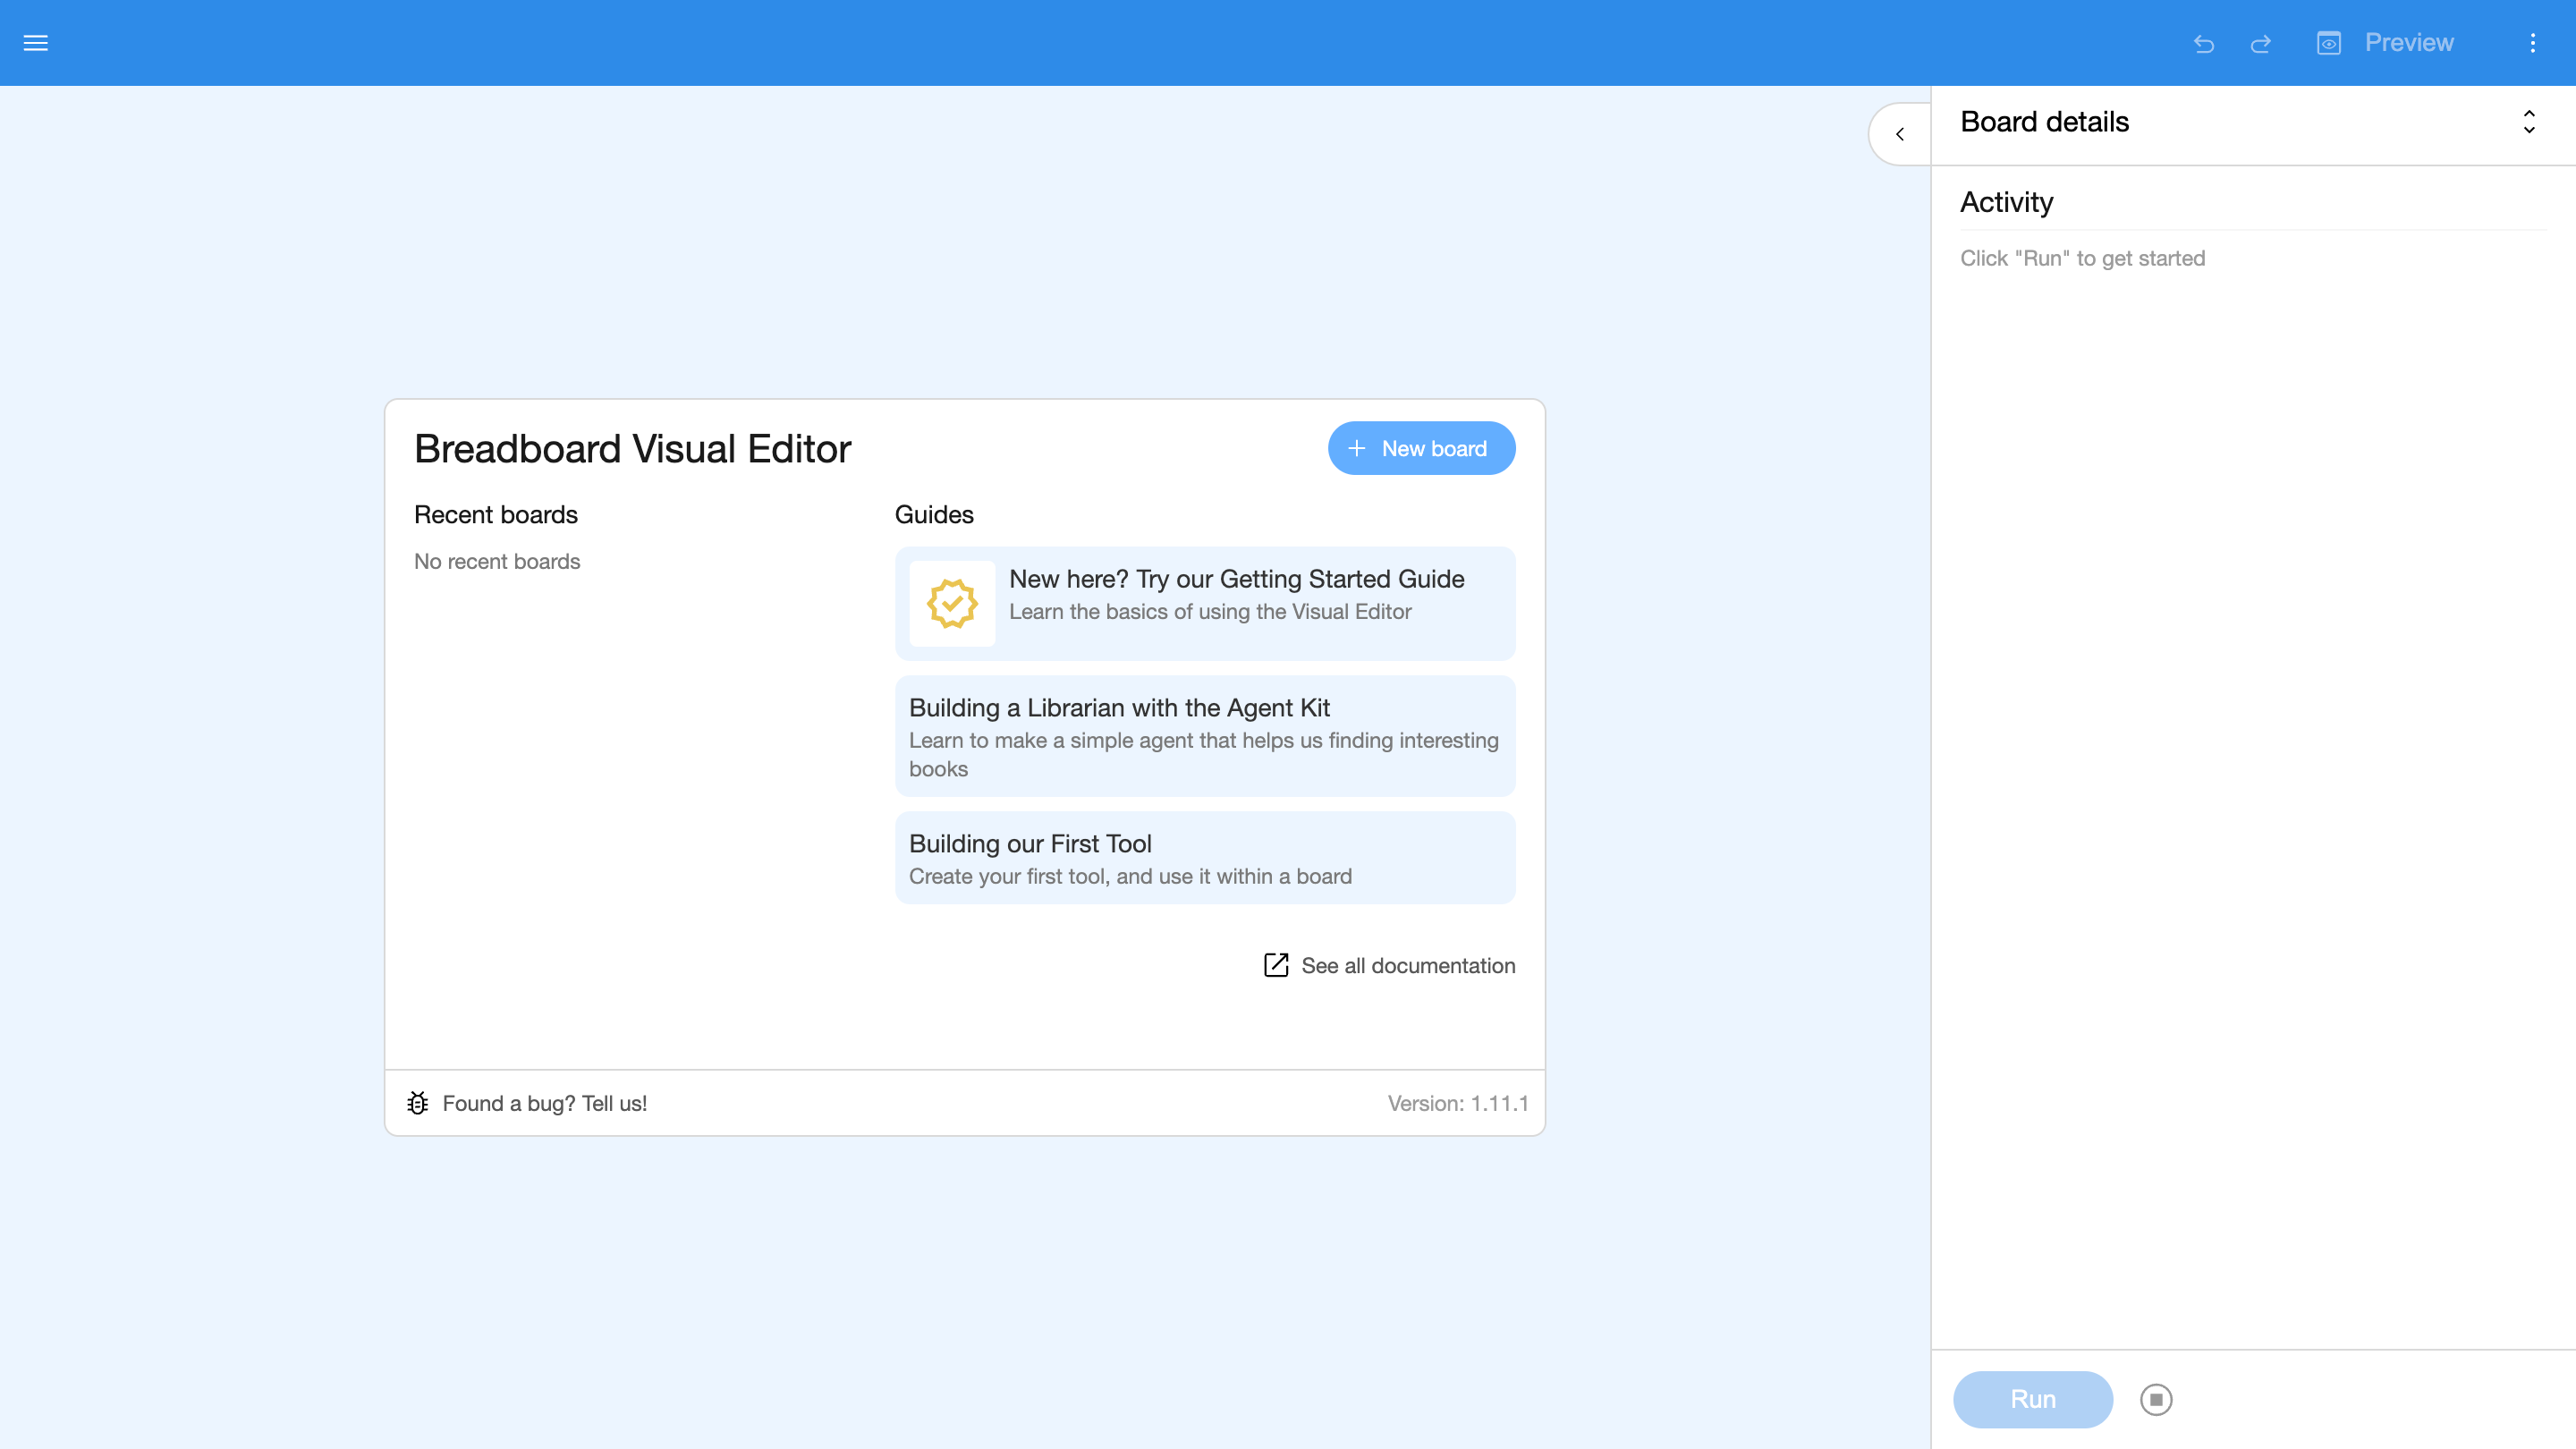 Preview
Board details
Activity
Click "Run" to get started
Breadboard Visual Editor
New board
Recent boards
No recent boards
Guides
New here? Try our Getting Started Guide
Learn the basics of using the Visual Editor
Building a Librarian with the Agent Kit
Learn to make a simple agent that helps us finding interesting
books
Building our First Tool
Create your first tool, and use it within a board
See all documentation
Found a bug? Tell us!
Version: 1.11.1
Run